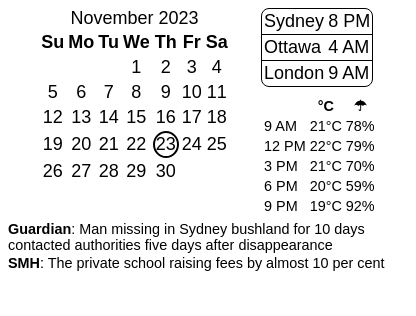 November 2023
Su Mo Tu We Th Fr Sa
1 2 3 4
5 6 7 8 9 10 11
12 13 14 15 16 17 18
19 20 21 22 23 24 25
26 27 28 29 30
Sydney 8 PM
Ottawa 4 AM
London 9 AM
°C ☂
9 AM 21°C 78%
12 PM 22°C 79%
3 PM 21°C 70%
6 PM 20°C 59%
9 PM 19°C 92%
Guardian: Man missing in Sydney bushland for 10 days
contacted authorities five days after disappearance
SMH: The private school raising fees by almost 10 per cent